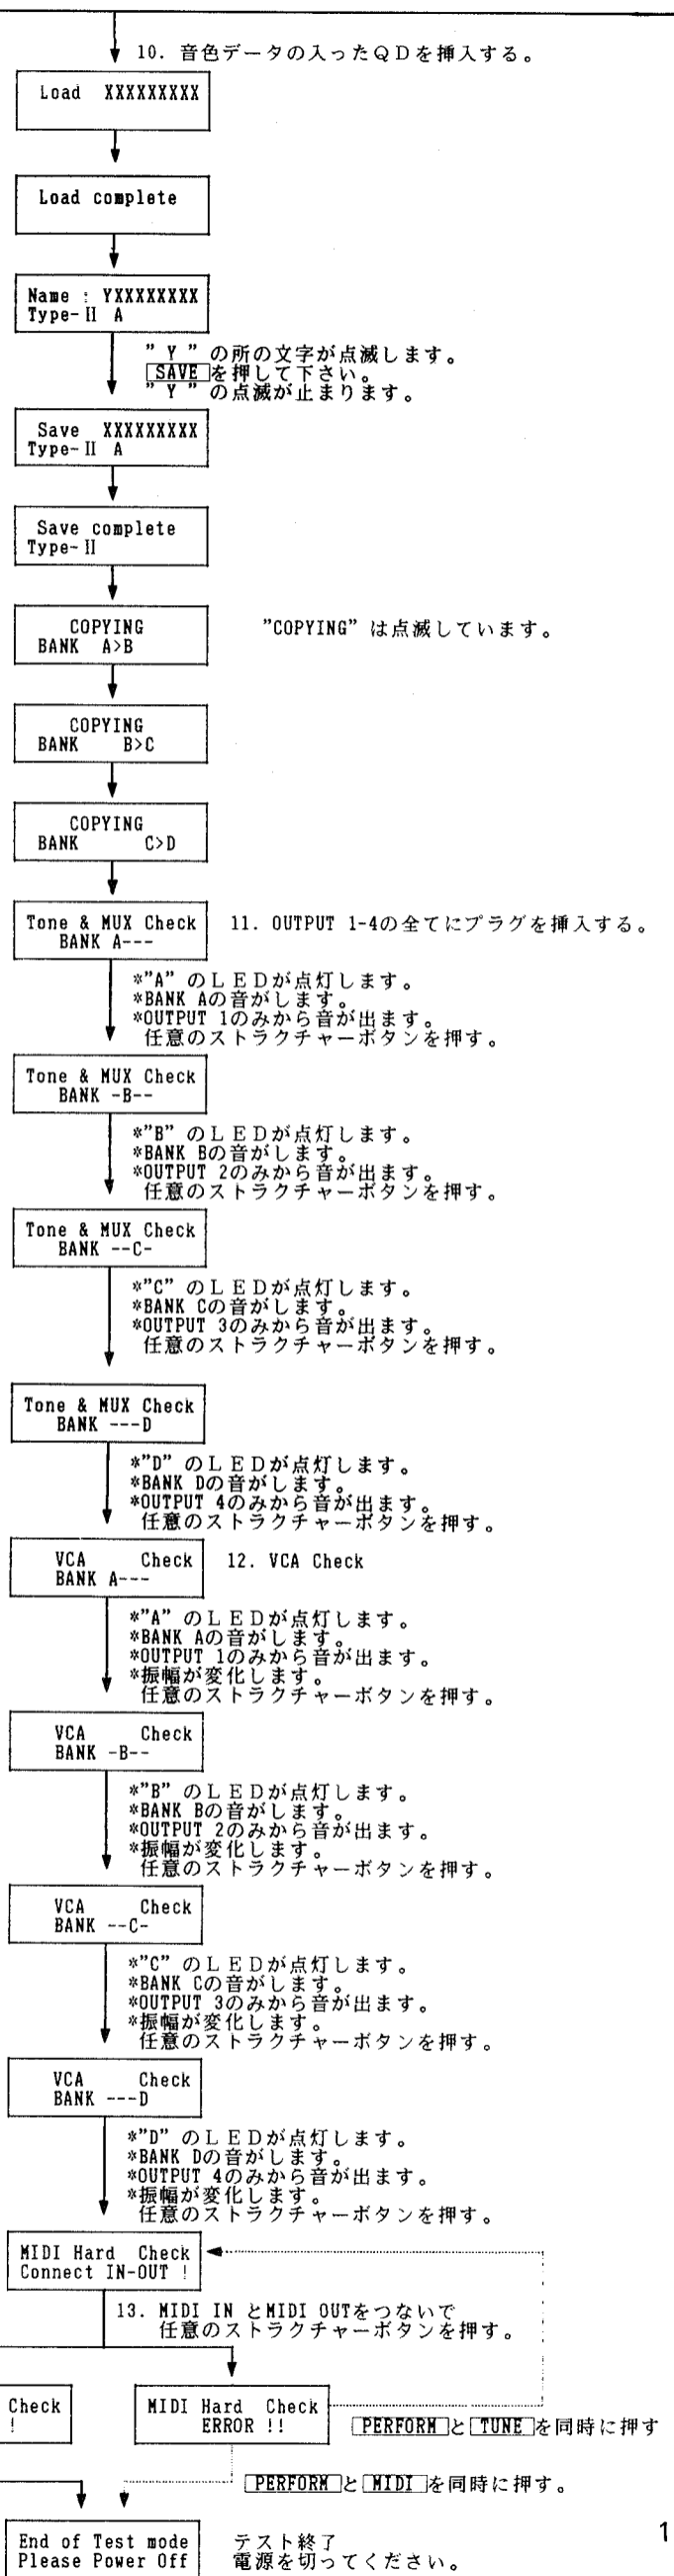 10. 音色データの入ったQDを挿入する。
Load XXXXXXXXX
Load complete
Name : YXXXXXXXX
Type-II A
" Y " の所の文字が点滅します。
SAVE を押して下さい。
" Y " の点滅が止まります。
Save XXXXXXXXX
Type-II A
Save complete
Type-II
COPYING
BANK A>B
"COPYING" は点滅しています。
COPYING
BANK B>C
COPYING
BANK C>D
Tone & MUX Check
BANK A---
11. OUTPUT 1-4の全てにプラグを挿入する。
*"A" のLEDが点灯します。
*BANK Aの音がします。
*OUTPUT 1のみから音が出ます。
任意のストラクチャーボタンを押す。
Tone & MUX Check
BANK -B--
*"B" のLEDが点灯します。
*BANK Bの音がします。
*OUTPUT 2のみから音が出ます。
任意のストラクチャーボタンを押す。
Tone & MUX Check
BANK --C-
*"C" のLEDが点灯します。
*BANK Cの音がします。
*OUTPUT 3のみから音が出ます。
任意のストラクチャーボタンを押す。
Tone & MUX Check
BANK ---D
*"D" のLEDが点灯します。
*BANK Dの音がします。
*OUTPUT 4のみから音が出ます。
任意のストラクチャーボタンを押す。
VCA Check
BANK A---
12. VCA Check
*"A" のLEDが点灯します。
*BANK Aの音がします。
*OUTPUT 1のみから音が出ます。
*振幅が変化します。
任意のストラクチャーボタンを押す。
VCA Check
BANK -B--
*"B" のLEDが点灯します。
*BANK Bの音がします。
*OUTPUT 2のみから音が出ます。
*振幅が変化します。
任意のストラクチャーボタンを押す。
VCA Check
BANK --C-
*"C" のLEDが点灯します。
*BANK Cの音がします。
*OUTPUT 3のみから音が出ます。
*振幅が変化します。
任意のストラクチャーボタンを押す。
VCA Check
BANK ---D
*"D" のLEDが点灯します。
*BANK Dの音がします。
*OUTPUT 4のみから音が出ます。
*振幅が変化します。
任意のストラクチャーボタンを押す。
MIDI Hard Check
Connect IN-OUT !
13. MIDI IN とMIDI OUTをつないで
任意のストラクチャーボタンを押す。
Check
!
MIDI Hard Check
ERROR !!
PERFORM と TUNE を同時に押す
PERFORM と MIDI を同時に押す。
End of Test mode
Please Power Off
テスト終了
電源を切ってください。
1